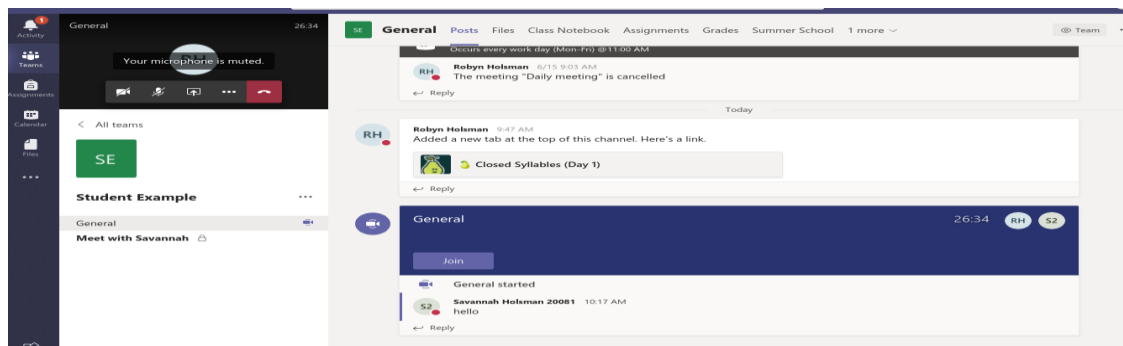 1
Activity
Teams
Assignments
Calendar
Files
General 26:34
Your microphone is muted.
All teams
SE
Student Example
General
Meet with Savannah
SE General Posts Files Class Notebook Assignments Grades Summer School 1 more Team
Occurs every work day (Mon-Fri) @11:00 AM
RH Robyn Holsman 6/15 9:03 AM
The meeting "Daily meeting" is cancelled
Reply
Today
RH Robyn Holsman 9:47 AM
Added a new tab at the top of this channel. Here's a link.
Closed Syllables (Day 1)
Reply
General 26:34 RH S2
Join
General started
S2 Savannah Holsman 20081 10:17 AM
hello
Reply